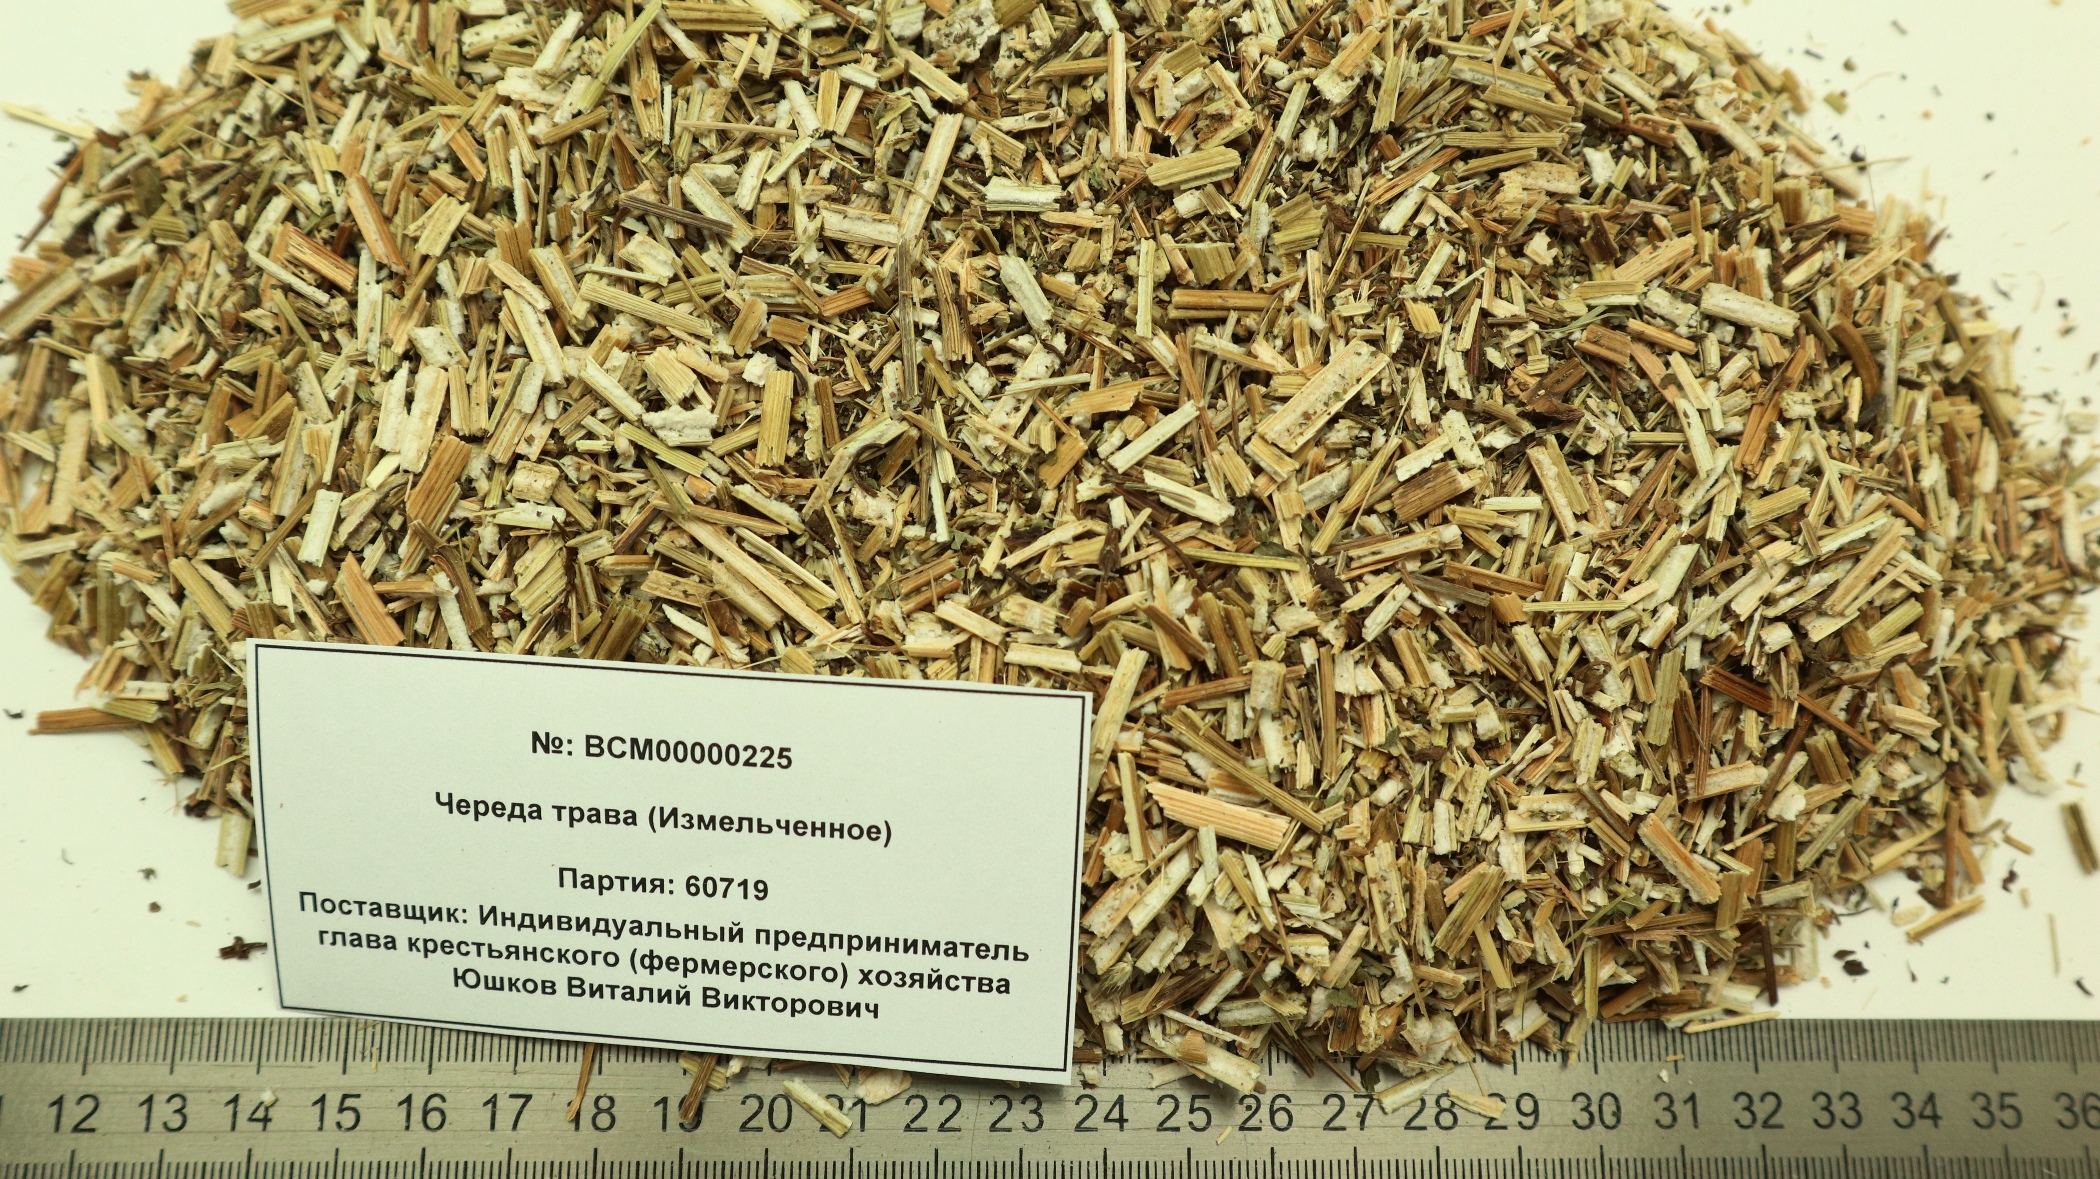 №: ВСМ00000225
Череда трава (Измельченное)
Партия: 60719
Поставщик: Индивидуальный предприниматель
глава крестьянского (фермерского) хозяйства
Юшков Виталий Викторович
12 13 14 15 16 17 18 19 20 21 22 23 24 25 26 27 28 29 30 31 32 33 34 35 36